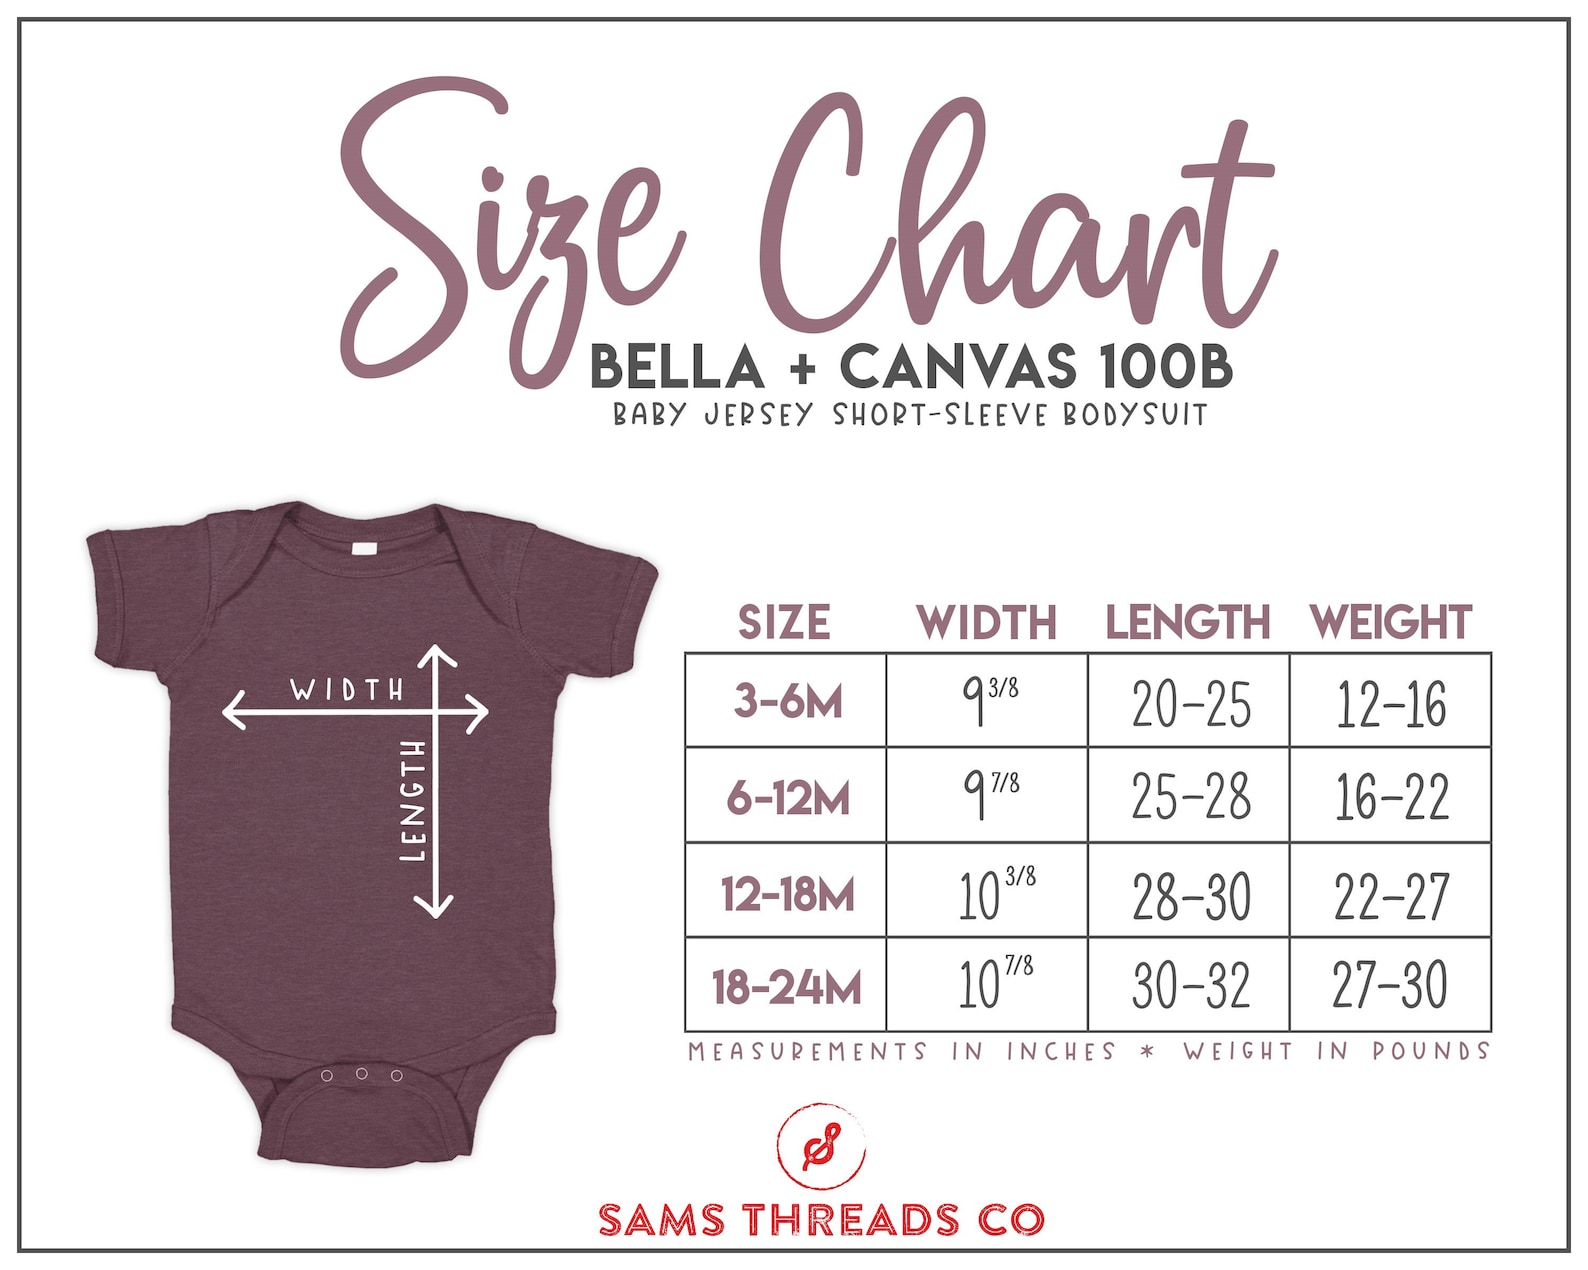 Size Chart
BELLA + CANVAS 100B
BABY JERSEY SHORT-SLEEVE BODYSUIT
WIDTH
LENGTH
SIZE WIDTH LENGTH WEIGHT
3-6M 9 3/8 20-25 12-16
6-12M 9 7/8 25-28 16-22
12-18M 10 3/8 28-30 22-27
18-24M 10 7/8 30-32 27-30
MEASUREMENTS IN INCHES * WEIGHT IN POUNDS
S
SAMS THREADS CO